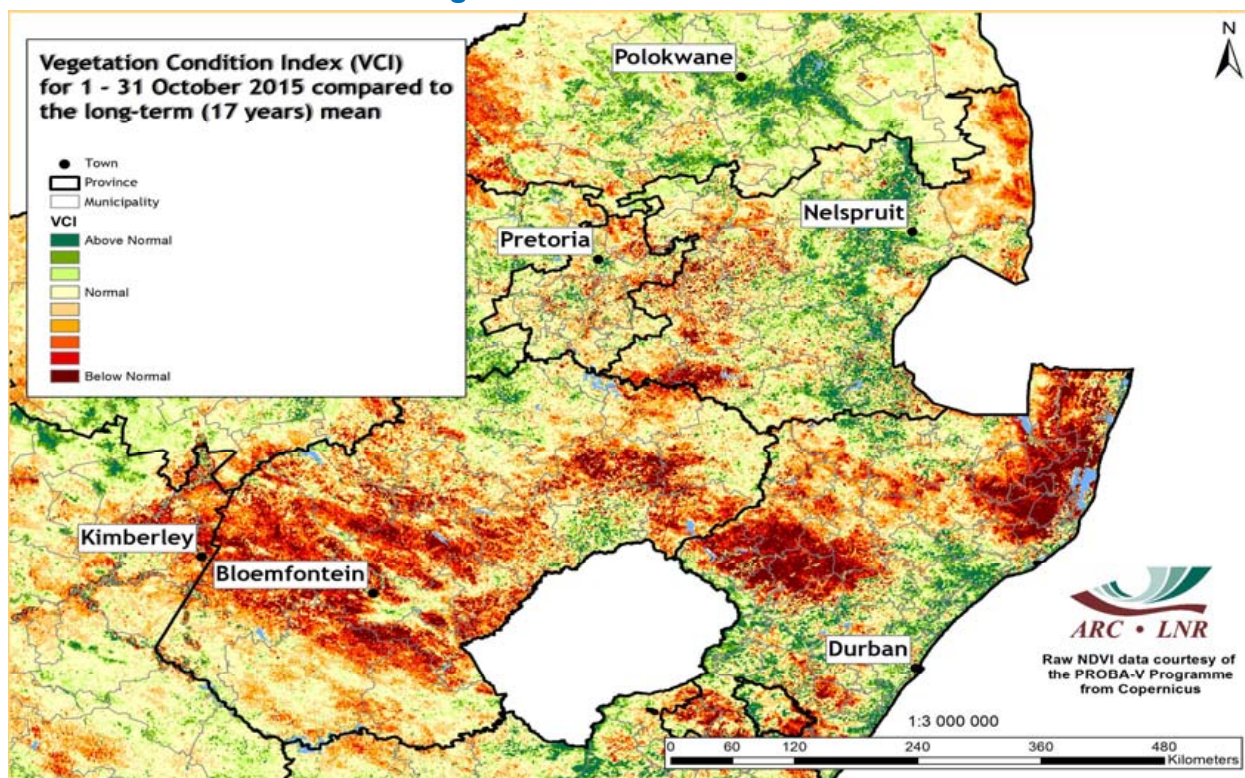 Vegetation Condition Index (VCI)
for 1 - 31 October 2015 compared to
the long-term (17 years) mean
Town
Province
Municipality
VCI
Above Normal
Normal
Below Normal
N
Polokwane
Nelspruit
Pretoria
Kimberley
Bloemfontein
Durban
ARC • LNR
Raw NDVI data courtesy of
the PROBA-V Programme
from Copernicus
1:3 000 000
0 60 120 240 360 480
Kilometers